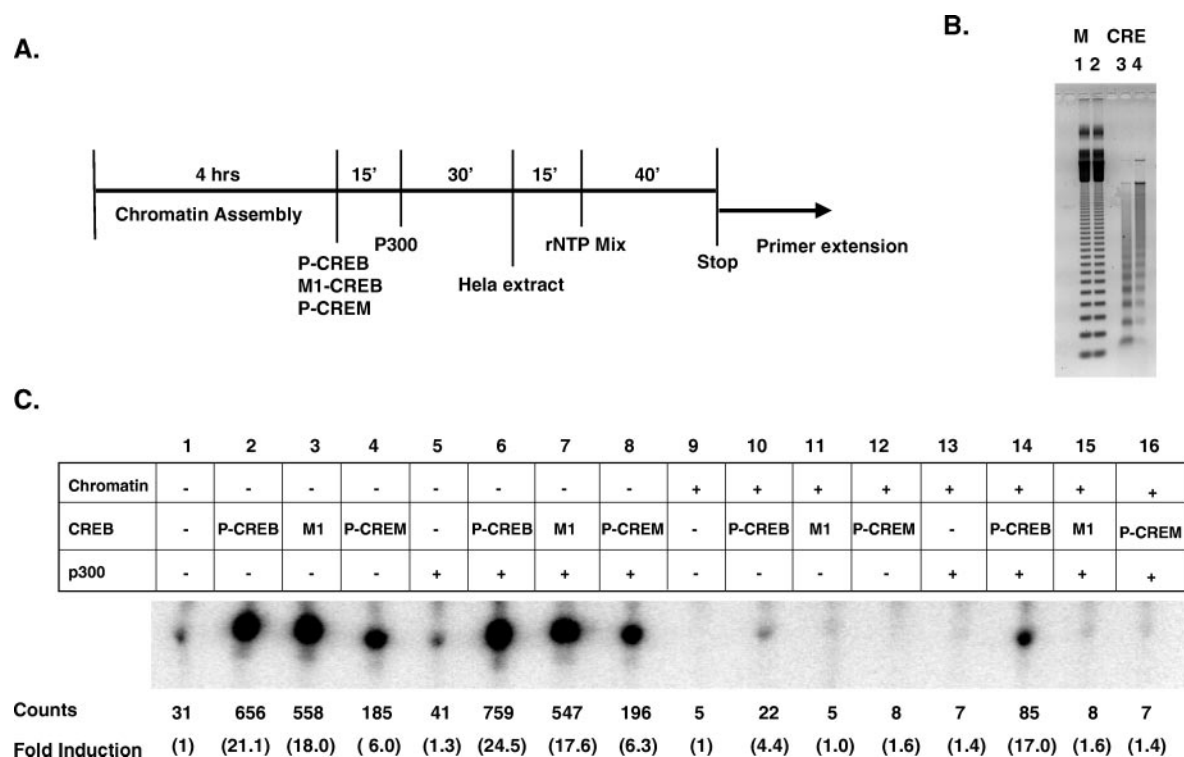 A.
4 hrs 15’ 30’ 15’ 40’
Chromatin Assembly
P300
rNTP Mix
Primer extension
P-CREB
M1-CREB
P-CREM
Hela extract
Stop
B.
M CRE
1 2 3 4
C.
1 2 3 4 5 6 7 8 9 10 11 12 13 14 15 16
Chromatin - - - - - - - - + + + + + + + +
CREB - P-CREB M1 P-CREM - P-CREB M1 P-CREM - P-CREB M1 P-CREM - P-CREB M1 P-CREM
p300 - - - - + + + + - - - - + + + +
Counts 31 656 558 185 41 759 547 196 5 22 5 8 7 85 8 7
Fold Induction (1) (21.1) (18.0) ( 6.0) (1.3) (24.5) (17.6) (6.3) (1) (4.4) (1.0) (1.6) (1.4) (17.0) (1.6) (1.4)